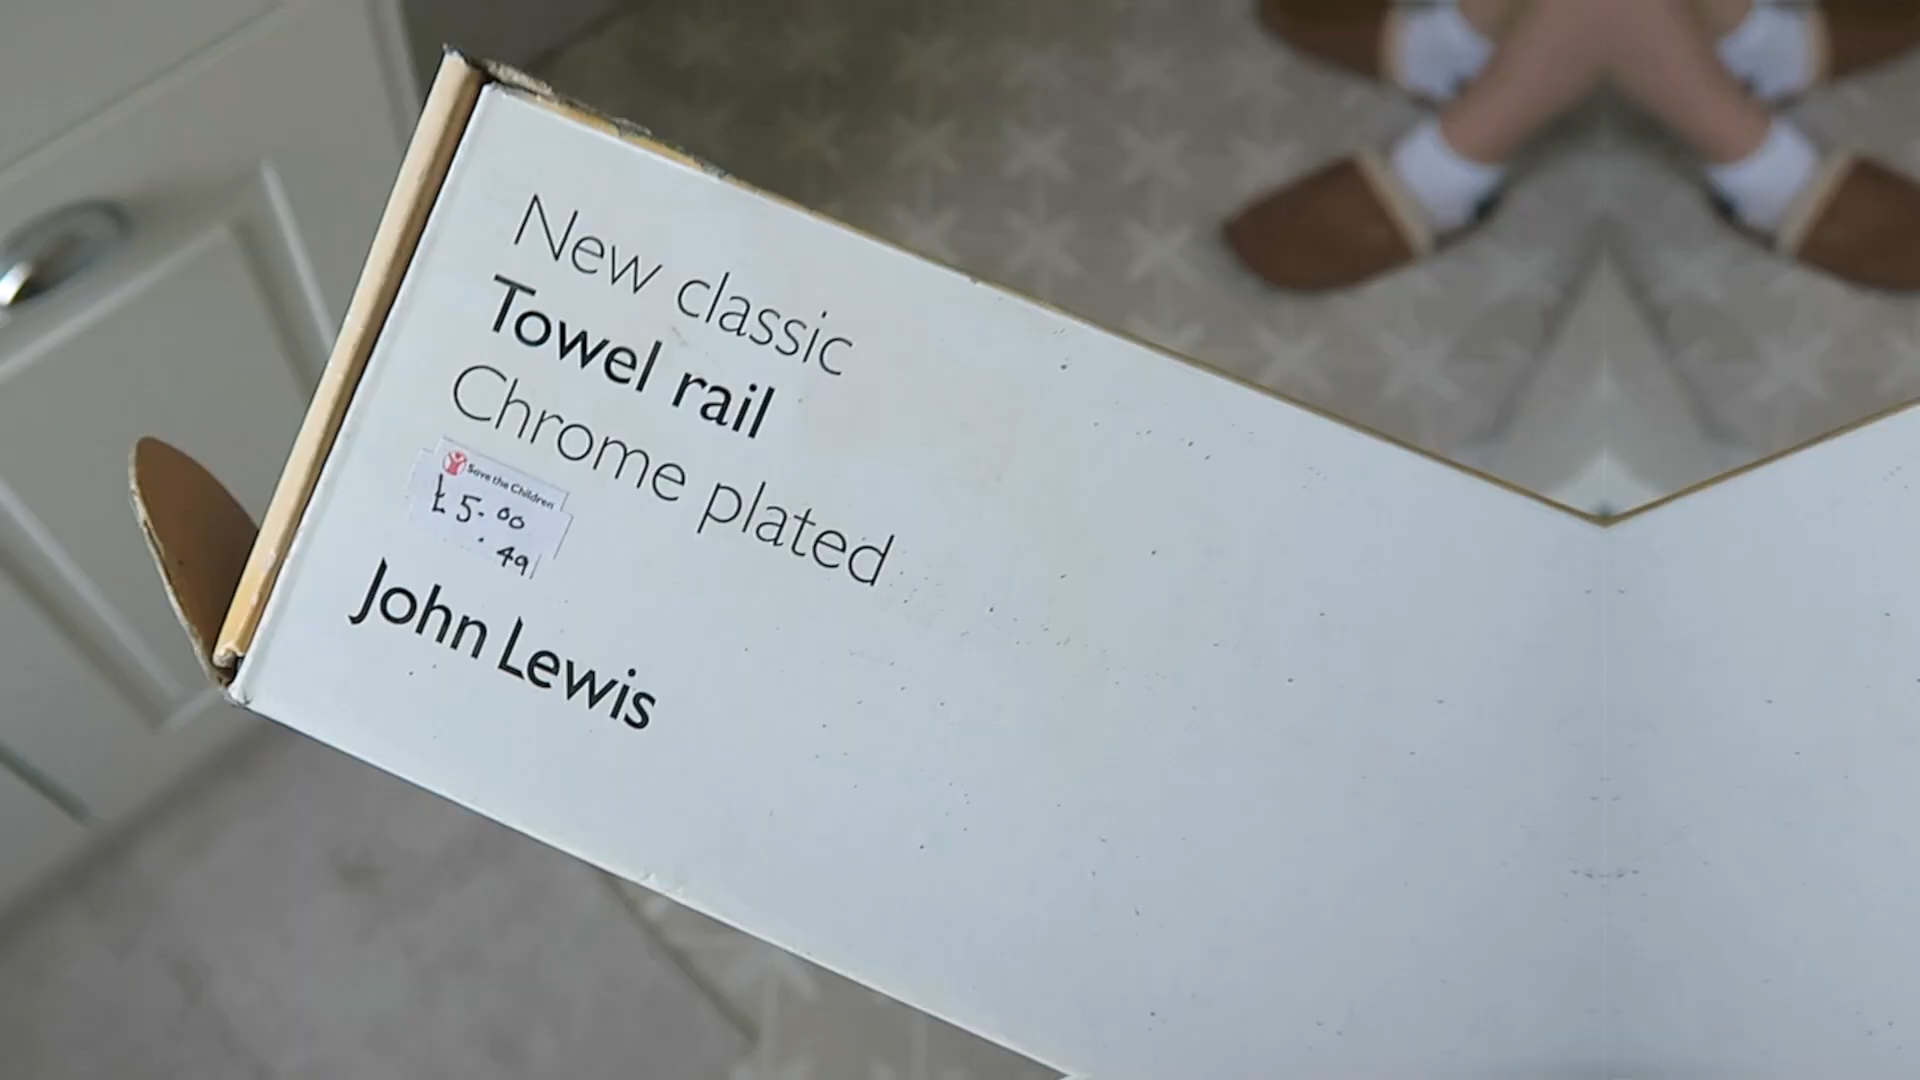 New classic
Towel rail
Chrome plated
Save the Children
£5.00
.49
John Lewis